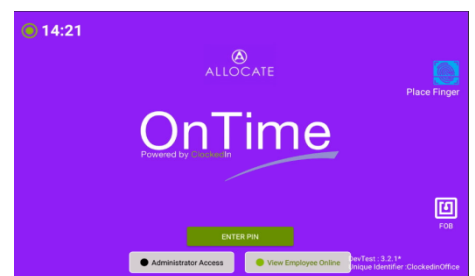 14:21
ALLOCATE
Place Finger
OnTime
Powered by ClockedIn
FOB
ENTER PIN
Administrator Access
View Employee Online
DevTest : 3.2.1*
Unique Identifier :ClockedinOffice